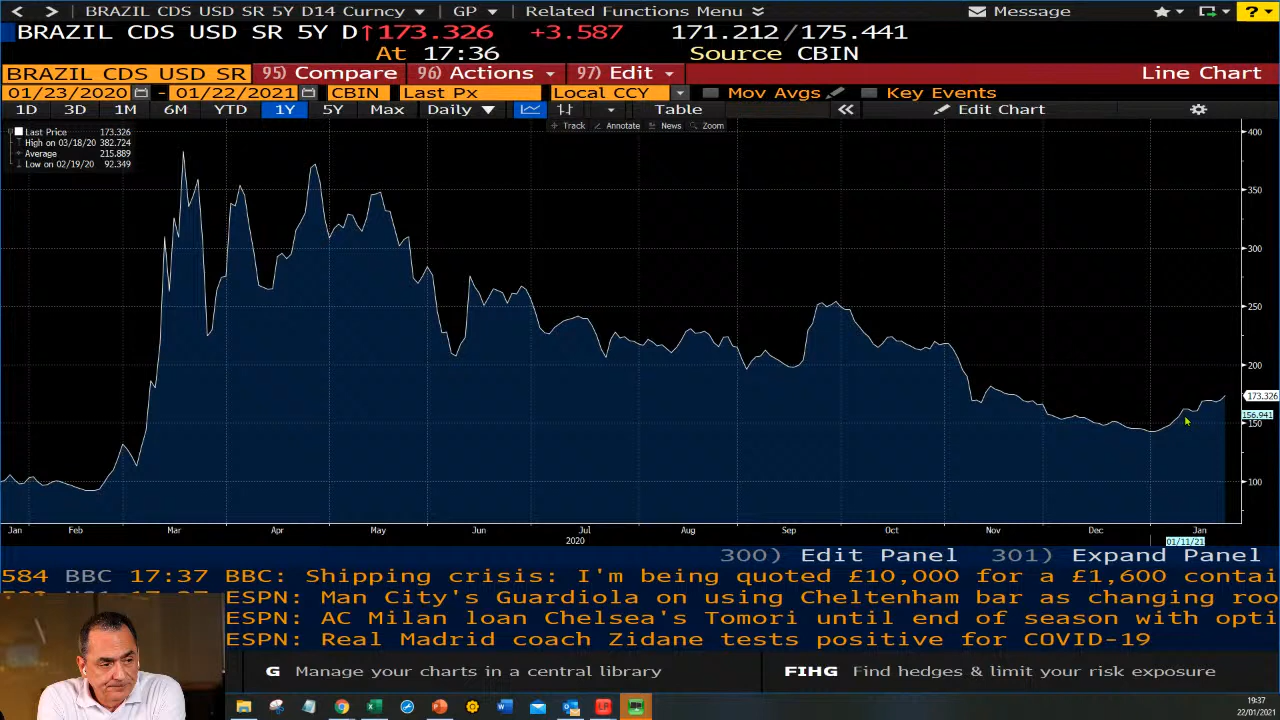 BRAZIL CDS USD SR 5Y D14 Curncy GP Related Functions Menu Message ?
BRAZIL CDS USD SR 5Y D↑173.326 +3.587 171.212/175.441
At 17:36 Source CBIN
BRAZIL CDS USD SR 95) Compare 96) Actions 97) Edit Line Chart
01/23/2020 - 01/22/2021 CBIN Last Px Local CCY Mov Avgs Key Events
1D 3D 1M 6M YTD 1Y 5Y Max Daily Table Edit Chart
Track Annotate News Zoom
Last Price 173.326
High on 03/18/20 382.724
Average 215.889
Low on 02/19/20 92.349
400
350
300
250
200
173.326
156.941
150
100
Jan Feb Mar Apr May Jun Jul Aug Sep Oct Nov Dec Jan
2020 01/11/21
300) Edit Panel 301) Expand Panel
584 BBC 17:37 BBC: Shipping crisis: I'm being quoted £10,000 for a £1,600 contai
ESPN: Man City's Guardiola on using Cheltenham bar as changing roo
ESPN: AC Milan loan Chelsea's Tomori until end of season with opti
ESPN: Real Madrid coach Zidane tests positive for COVID-19
G Manage your charts in a central library FIHG Find hedges & limit your risk exposure
19:37
22/01/2021